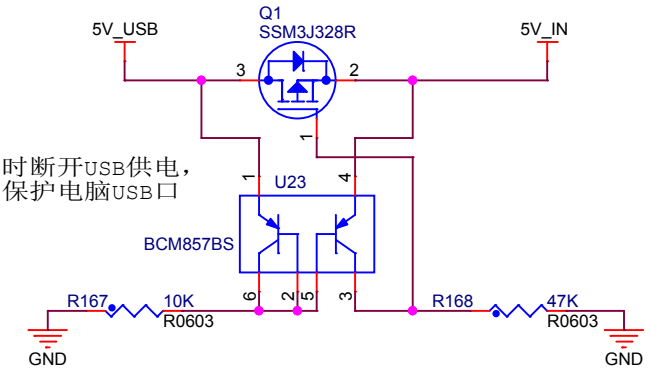 Q1
SSM3J328R
5V_USB
5V_IN
3
2
1
时断开USB供电,
保护电脑USB口
1
U23
4
BCM857BS
6
2
5
3
R167
10K
R0603
R168
47K
R0603
GND
GND